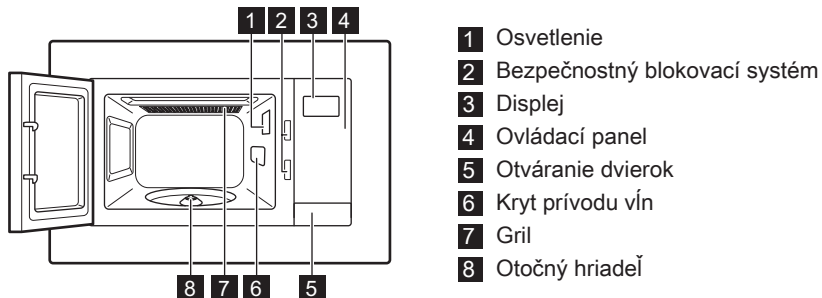 1 2 3 4
8 7 6 5
1 Osvetlenie
2 Bezpečnostný blokovací systém
3 Displej
4 Ovládací panel
5 Otváranie dvierok
6 Kryt prívodu vĺn
7 Gril
8 Otočný hriadeľ